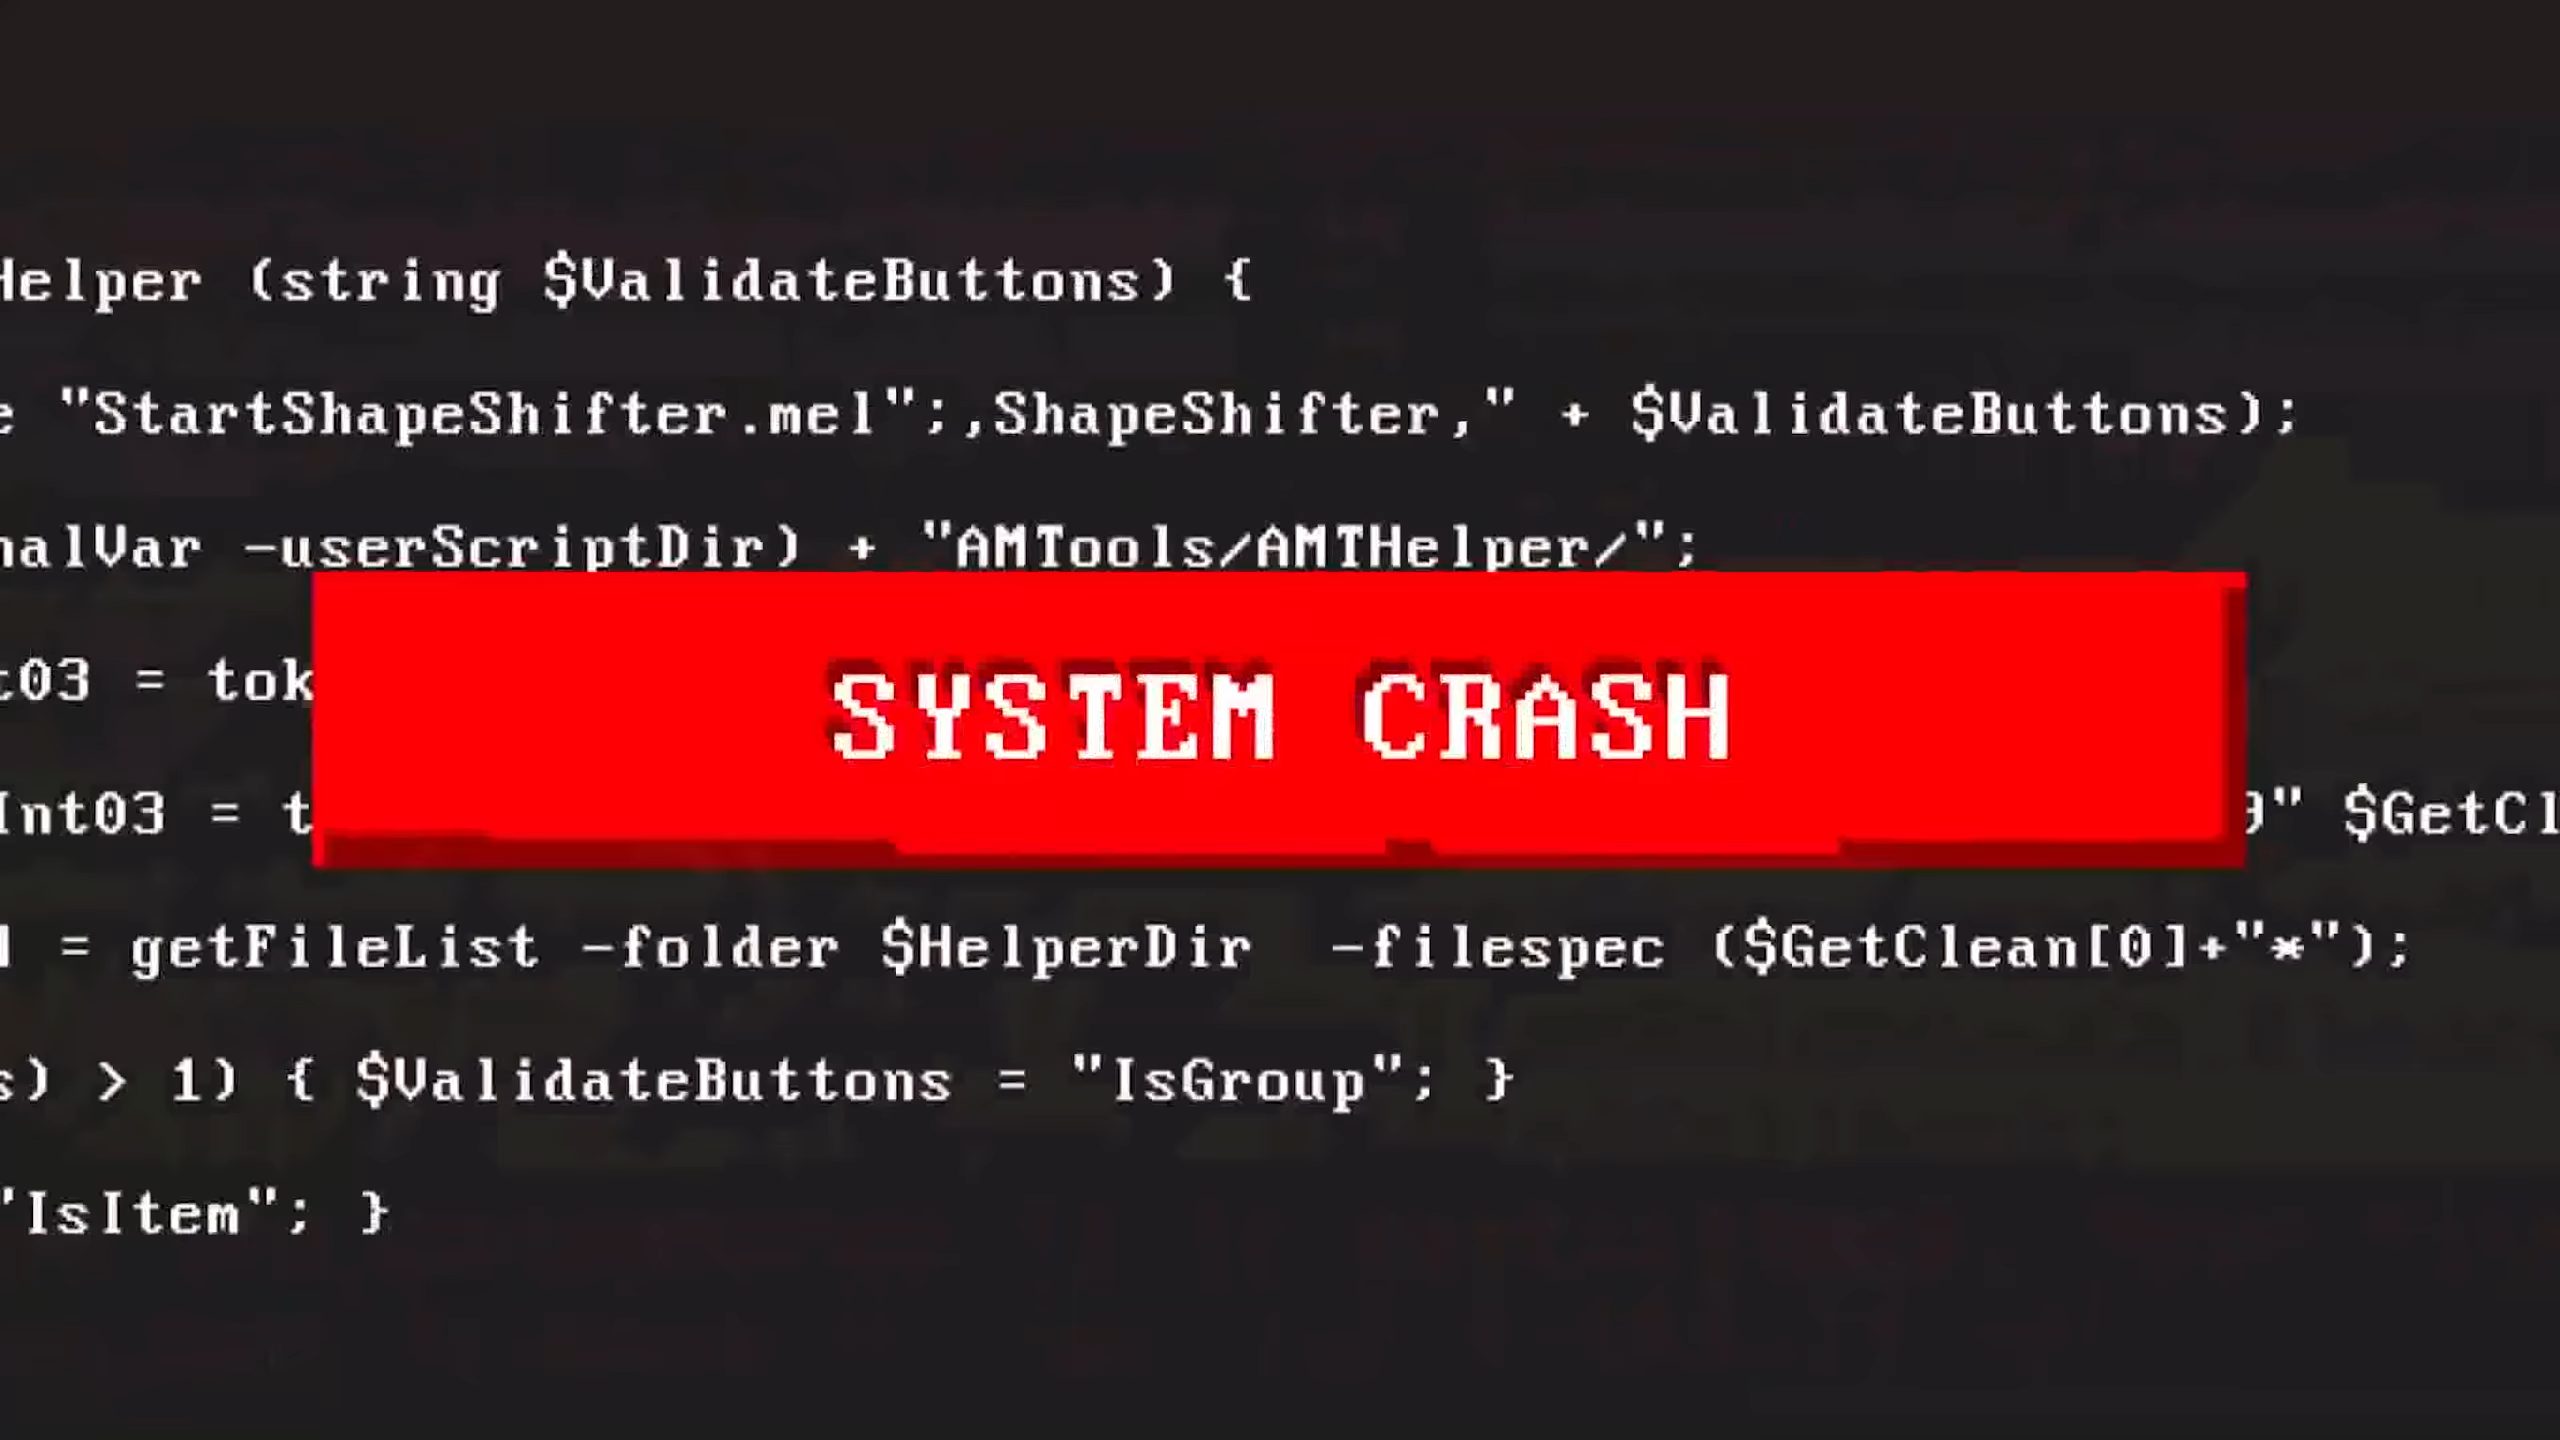 Helper (string $ValidateButtons) {
e "StartShapeShifter.mel";,ShapeShifter," + $ValidateButtons);
nalVar -userScriptDir) + "AMTools/AMTHelper/";
t03 = tok
SYSTEM CRASH
Int03 = t 9" $GetCl
= getFileList -folder $HelperDir  -filespec ($GetClean[0]+"*");
s) > 1) { $ValidateButtons = "IsGroup"; }
"IsItem"; }